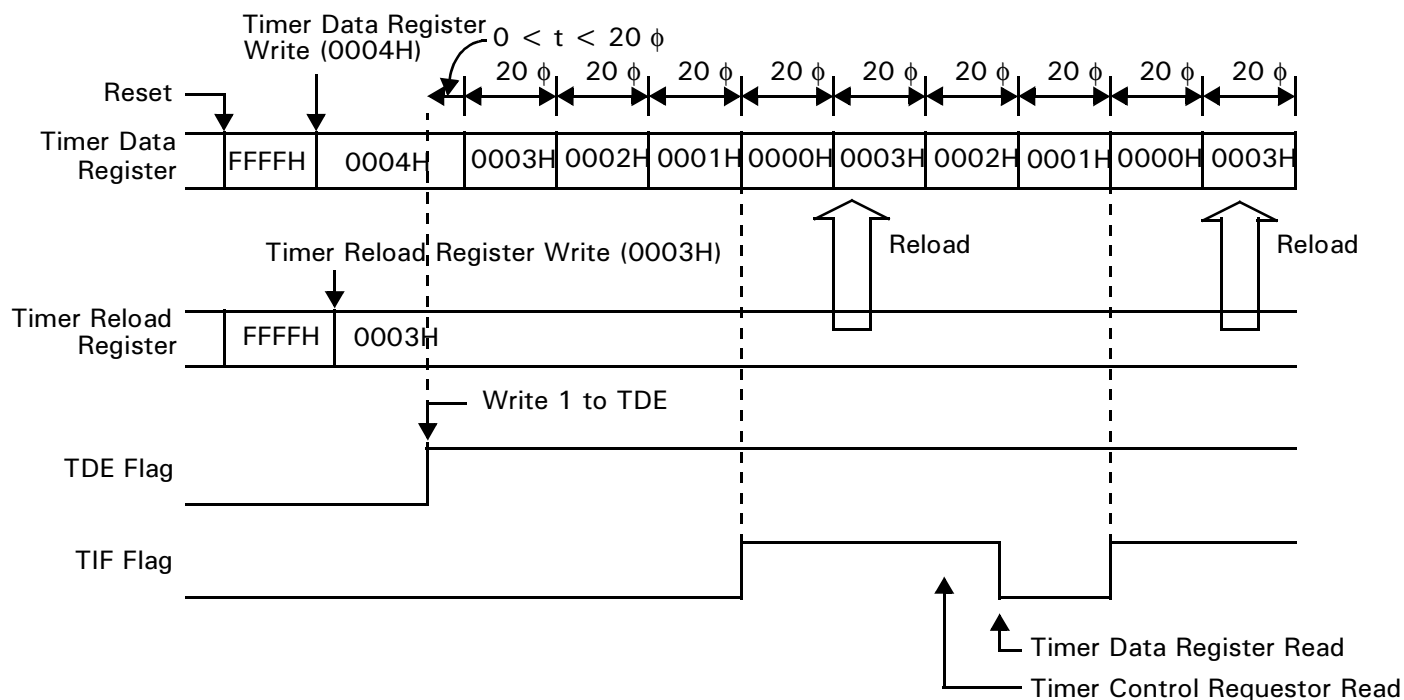 Timer Data Register
Write (0004H)
0 < t < 20 ϕ
20 ϕ 20 ϕ 20 ϕ 20 ϕ 20 ϕ 20 ϕ 20 ϕ 20 ϕ 20 ϕ
Reset
Timer Data
Register
FFFFH 0004H 0003H 0002H 0001H 0000H 0003H 0002H 0001H 0000H 0003H
Reload Reload
Timer Reload Register Write (0003H)
Timer Reload
Register
FFFFH 0003H
Write 1 to TDE
TDE Flag
TIF Flag
Timer Data Register Read
Timer Control Requestor Read